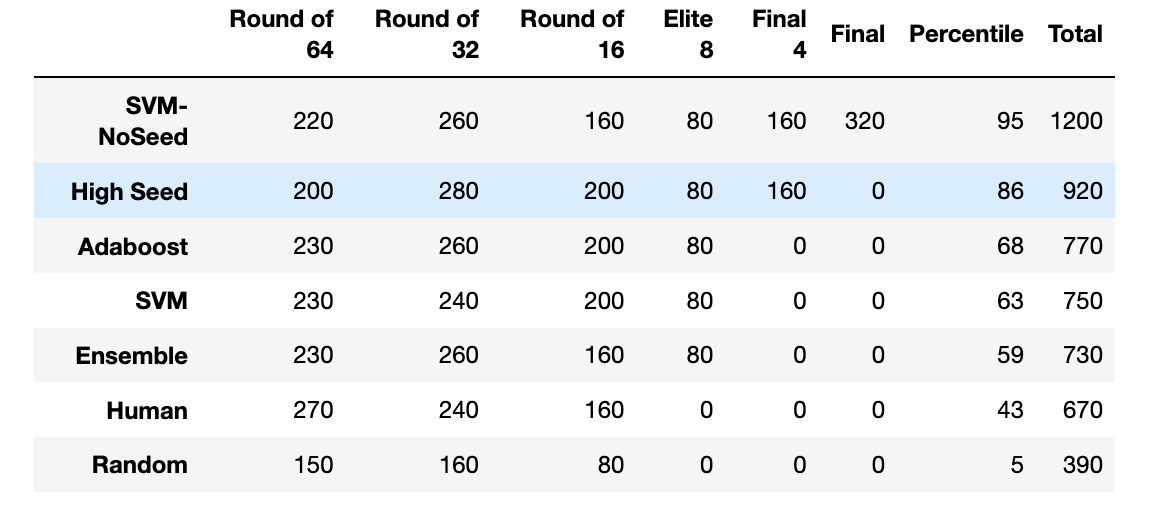 Round of 64 Round of 32 Round of 16 Elite 8 Final 4 Final Percentile Total
SVM-NoSeed 220 260 160 80 160 320 95 1200
High Seed 200 280 200 80 160 0 86 920
Adaboost 230 260 200 80 0 0 68 770
SVM 230 240 200 80 0 0 63 750
Ensemble 230 260 160 80 0 0 59 730
Human 270 240 160 0 0 0 43 670
Random 150 160 80 0 0 0 5 390